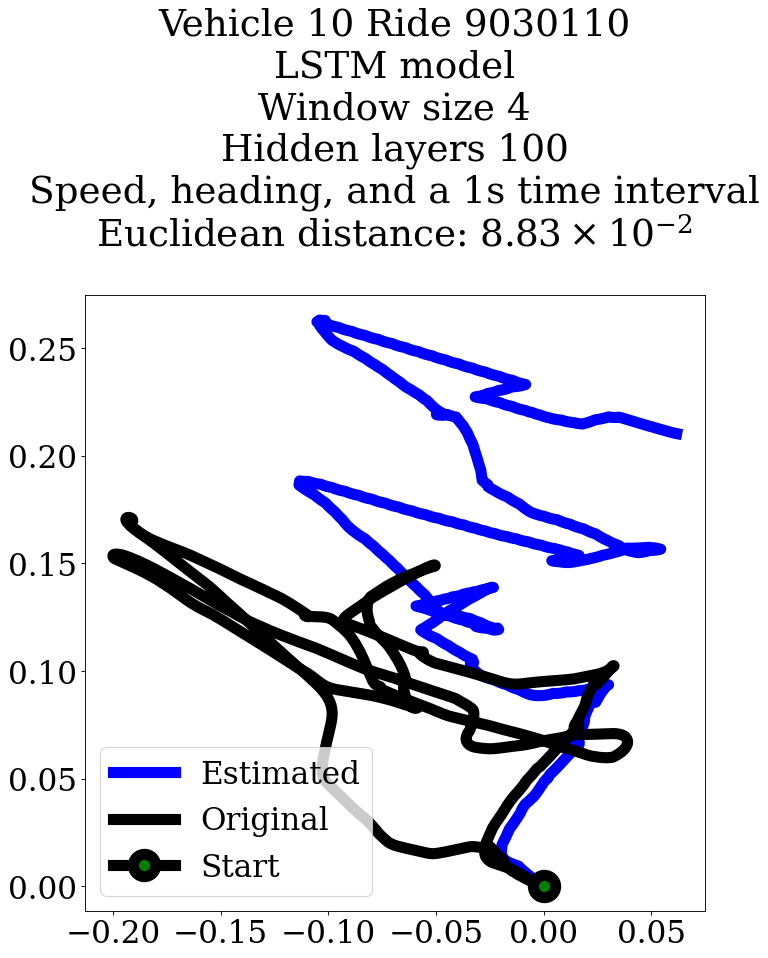 Vehicle 10 Ride 9030110
LSTM model
Window size 4
Hidden layers 100
Speed, heading, and a 1s time interval
Euclidean distance: 8.83 × 10⁻²
0.25
0.20
0.15
0.10
0.05
0.00
Estimated
Original
Start
−0.20 −0.15 −0.10 −0.05 0.00 0.05